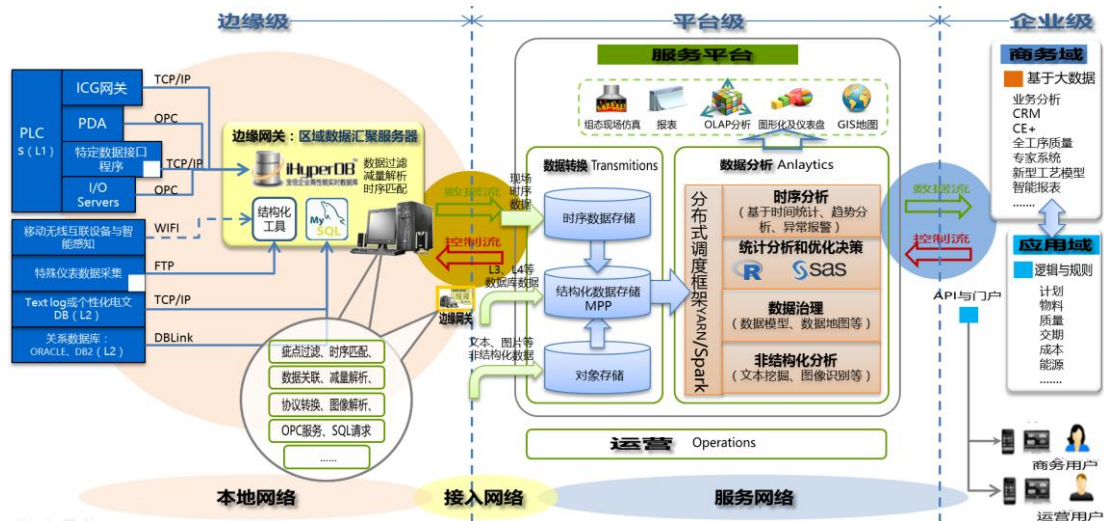 边缘级
平台级
企业级
PLC
S（L1）
ICG网关
PDA
特定数据接口
程序
I/O
Servers
TCP/IP
OPC
TCP/IP
OPC
移动无线互联设备与智
能感知
WIFI
特殊仪表数据采集
FTP
Text log或个性化电文
DB（L2）
TCP/IP
关系数据库：
ORACLE、DB2（L2）
DBLink
边缘网关：区域数据汇聚服务器
iHyperDB
宝信企业高性能实时数据库
数据过滤
减量解析
时序匹配
结构化
工具
My
SQL
疵点过滤、时序匹配、
数据关联、减量解析、
协议转换、图像解析、
OPC服务、SQL请求
……
边缘网关
数据流
控制流
现场
时序
数据
L3、L4等
数据库数据
文本、图片等
非结构化数据
服务平台
组态现场仿真
报表
OLAP分析
图形化及仪表盘
GIS地图
数据转换 Transmitions
时序数据存储
结构化数据存储
MPP
对象存储
数据分析 Anlaytics
分布式调度框架YARN/Spark
时序分析
（基于时间统计、趋势分
析、异常报警）
统计分析和优化决策
R
sas
数据治理
（数据模型、数据地图等）
非结构化分析
（文本挖掘、图像识别等）
运营 Operations
数据流
控制流
商务域
基于大数据
业务分析
CRM
CE+
全工序质量
专家系统
新型工艺模型
智能报表
.......
应用域
逻辑与规则
计划
物料
质量
交期
成本
能源
.......
API与门户
商务用户
运营用户
本地网络
接入网络
服务网络